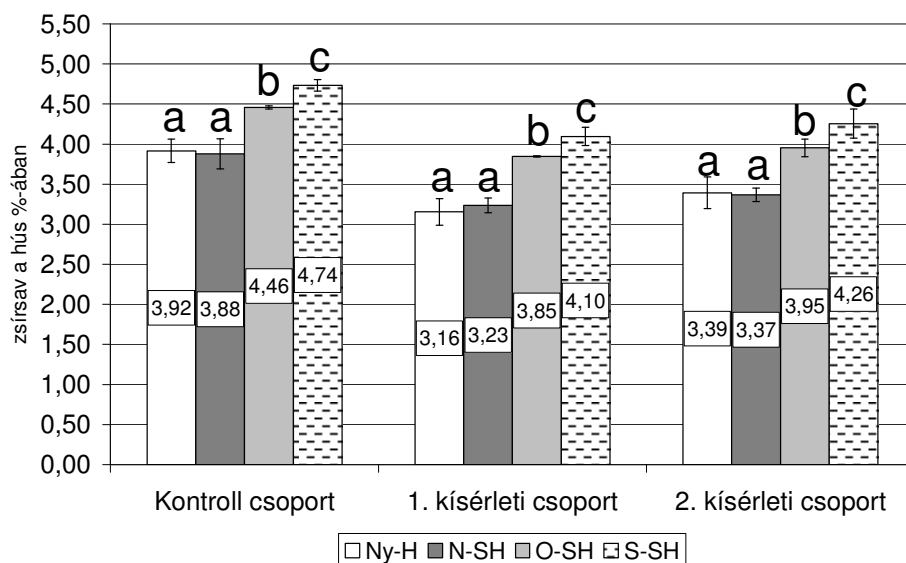 5,50
5,00
4,50
4,00
3,50
3,00
2,50
2,00
1,50
1,00
0,50
0,00
zsírsav a hús %-ában
a a b c
a a b c
a a b c
3,92 3,88 4,46 4,74
3,16 3,23 3,85 4,10
3,39 3,37 3,95 4,26
Kontroll csoport 1. kísérleti csoport 2. kísérleti csoport
Ny-H N-SH O-SH S-SH